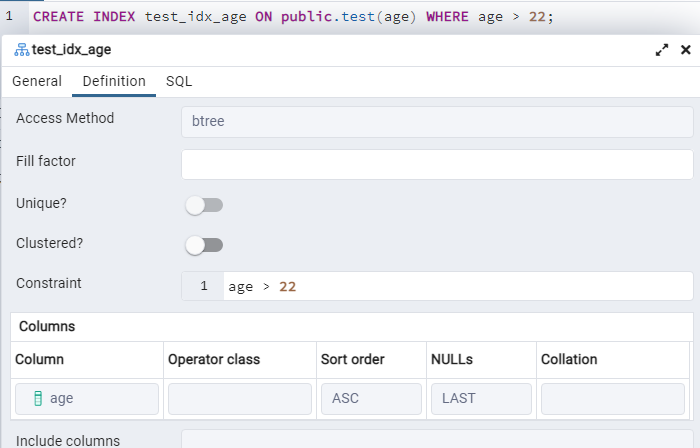 1 CREATE INDEX test_idx_age ON public.test(age) WHERE age > 22;
test_idx_age
General Definition SQL
Access Method btree
Fill factor
Unique?
Clustered?
Constraint 1 age > 22
Columns
Column Operator class Sort order NULLs Collation
age ASC LAST
Include columns